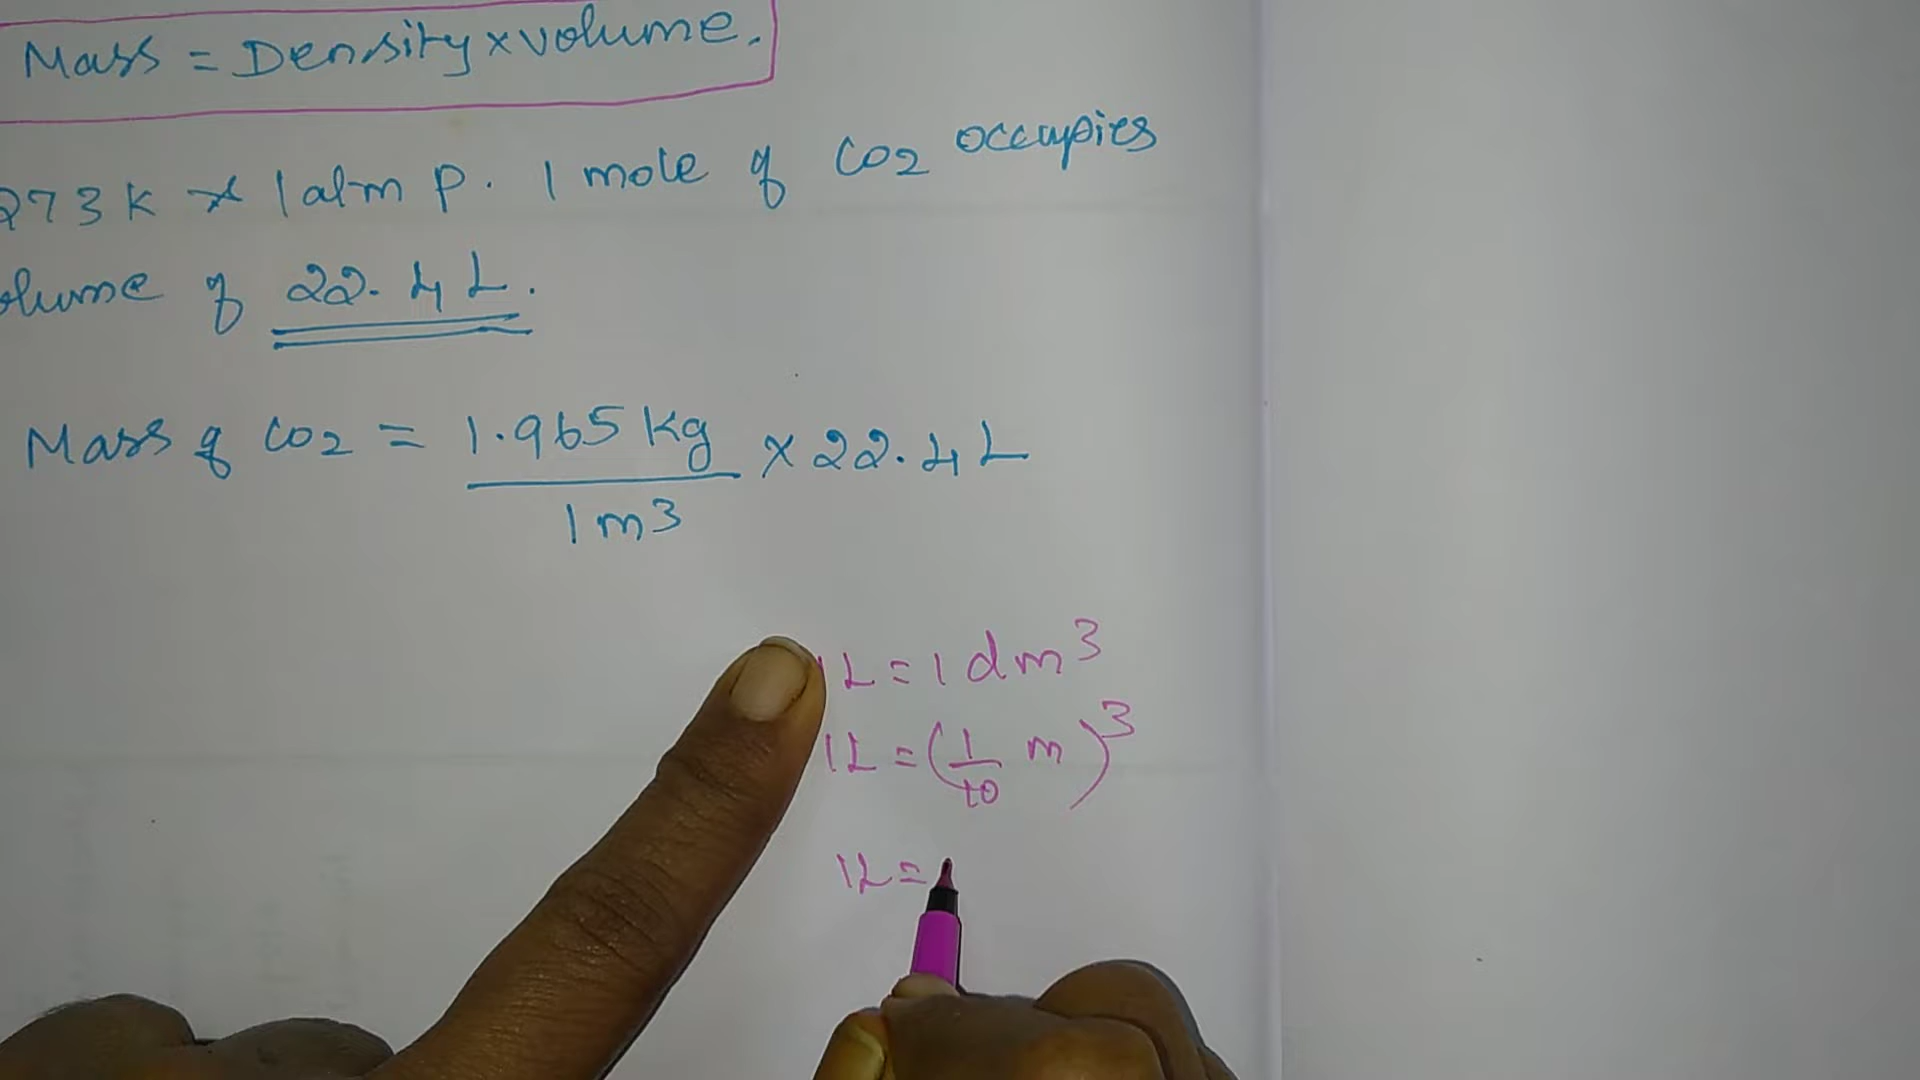 Mass = Density x volume.
273 K & 1 atm P. 1 mole of CO2 occupies
olume of 22.4 L.
Mass of CO2 = 1.965 kg / 1 m3 x 22.4 L
1L = 1 dm3
1L = (1/10 m)3
1L =